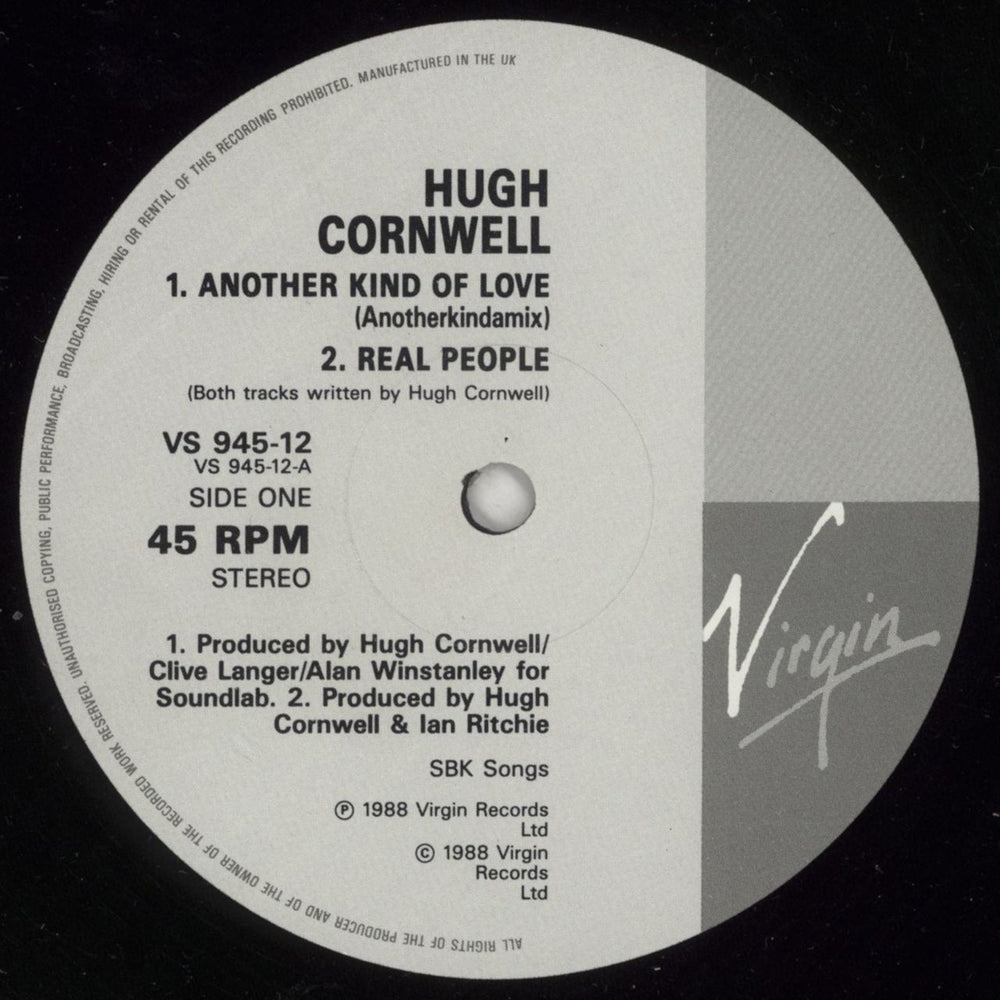 ALL RIGHTS OF THE PRODUCER AND OF THE OWNER OF THE RECORDED WORK RESERVED. UNAUTHORISED COPYING, PUBLIC PERFORMANCE, BROADCASTING, HIRING OR RENTAL OF THIS RECORDING PROHIBITED. MANUFACTURED IN THE UK
HUGH
CORNWELL
1. ANOTHER KIND OF LOVE
(Anotherkindamix)
2. REAL PEOPLE
(Both tracks written by Hugh Cornwell)
VS 945-12
VS 945-12-A
SIDE ONE
45 RPM
STEREO
1. Produced by Hugh Cornwell/
Clive Langer/Alan Winstanley for
Soundlab. 2. Produced by Hugh
Cornwell & Ian Ritchie
SBK Songs
Ⓟ 1988 Virgin Records
Ltd
© 1988 Virgin
Records
Ltd
Virgin